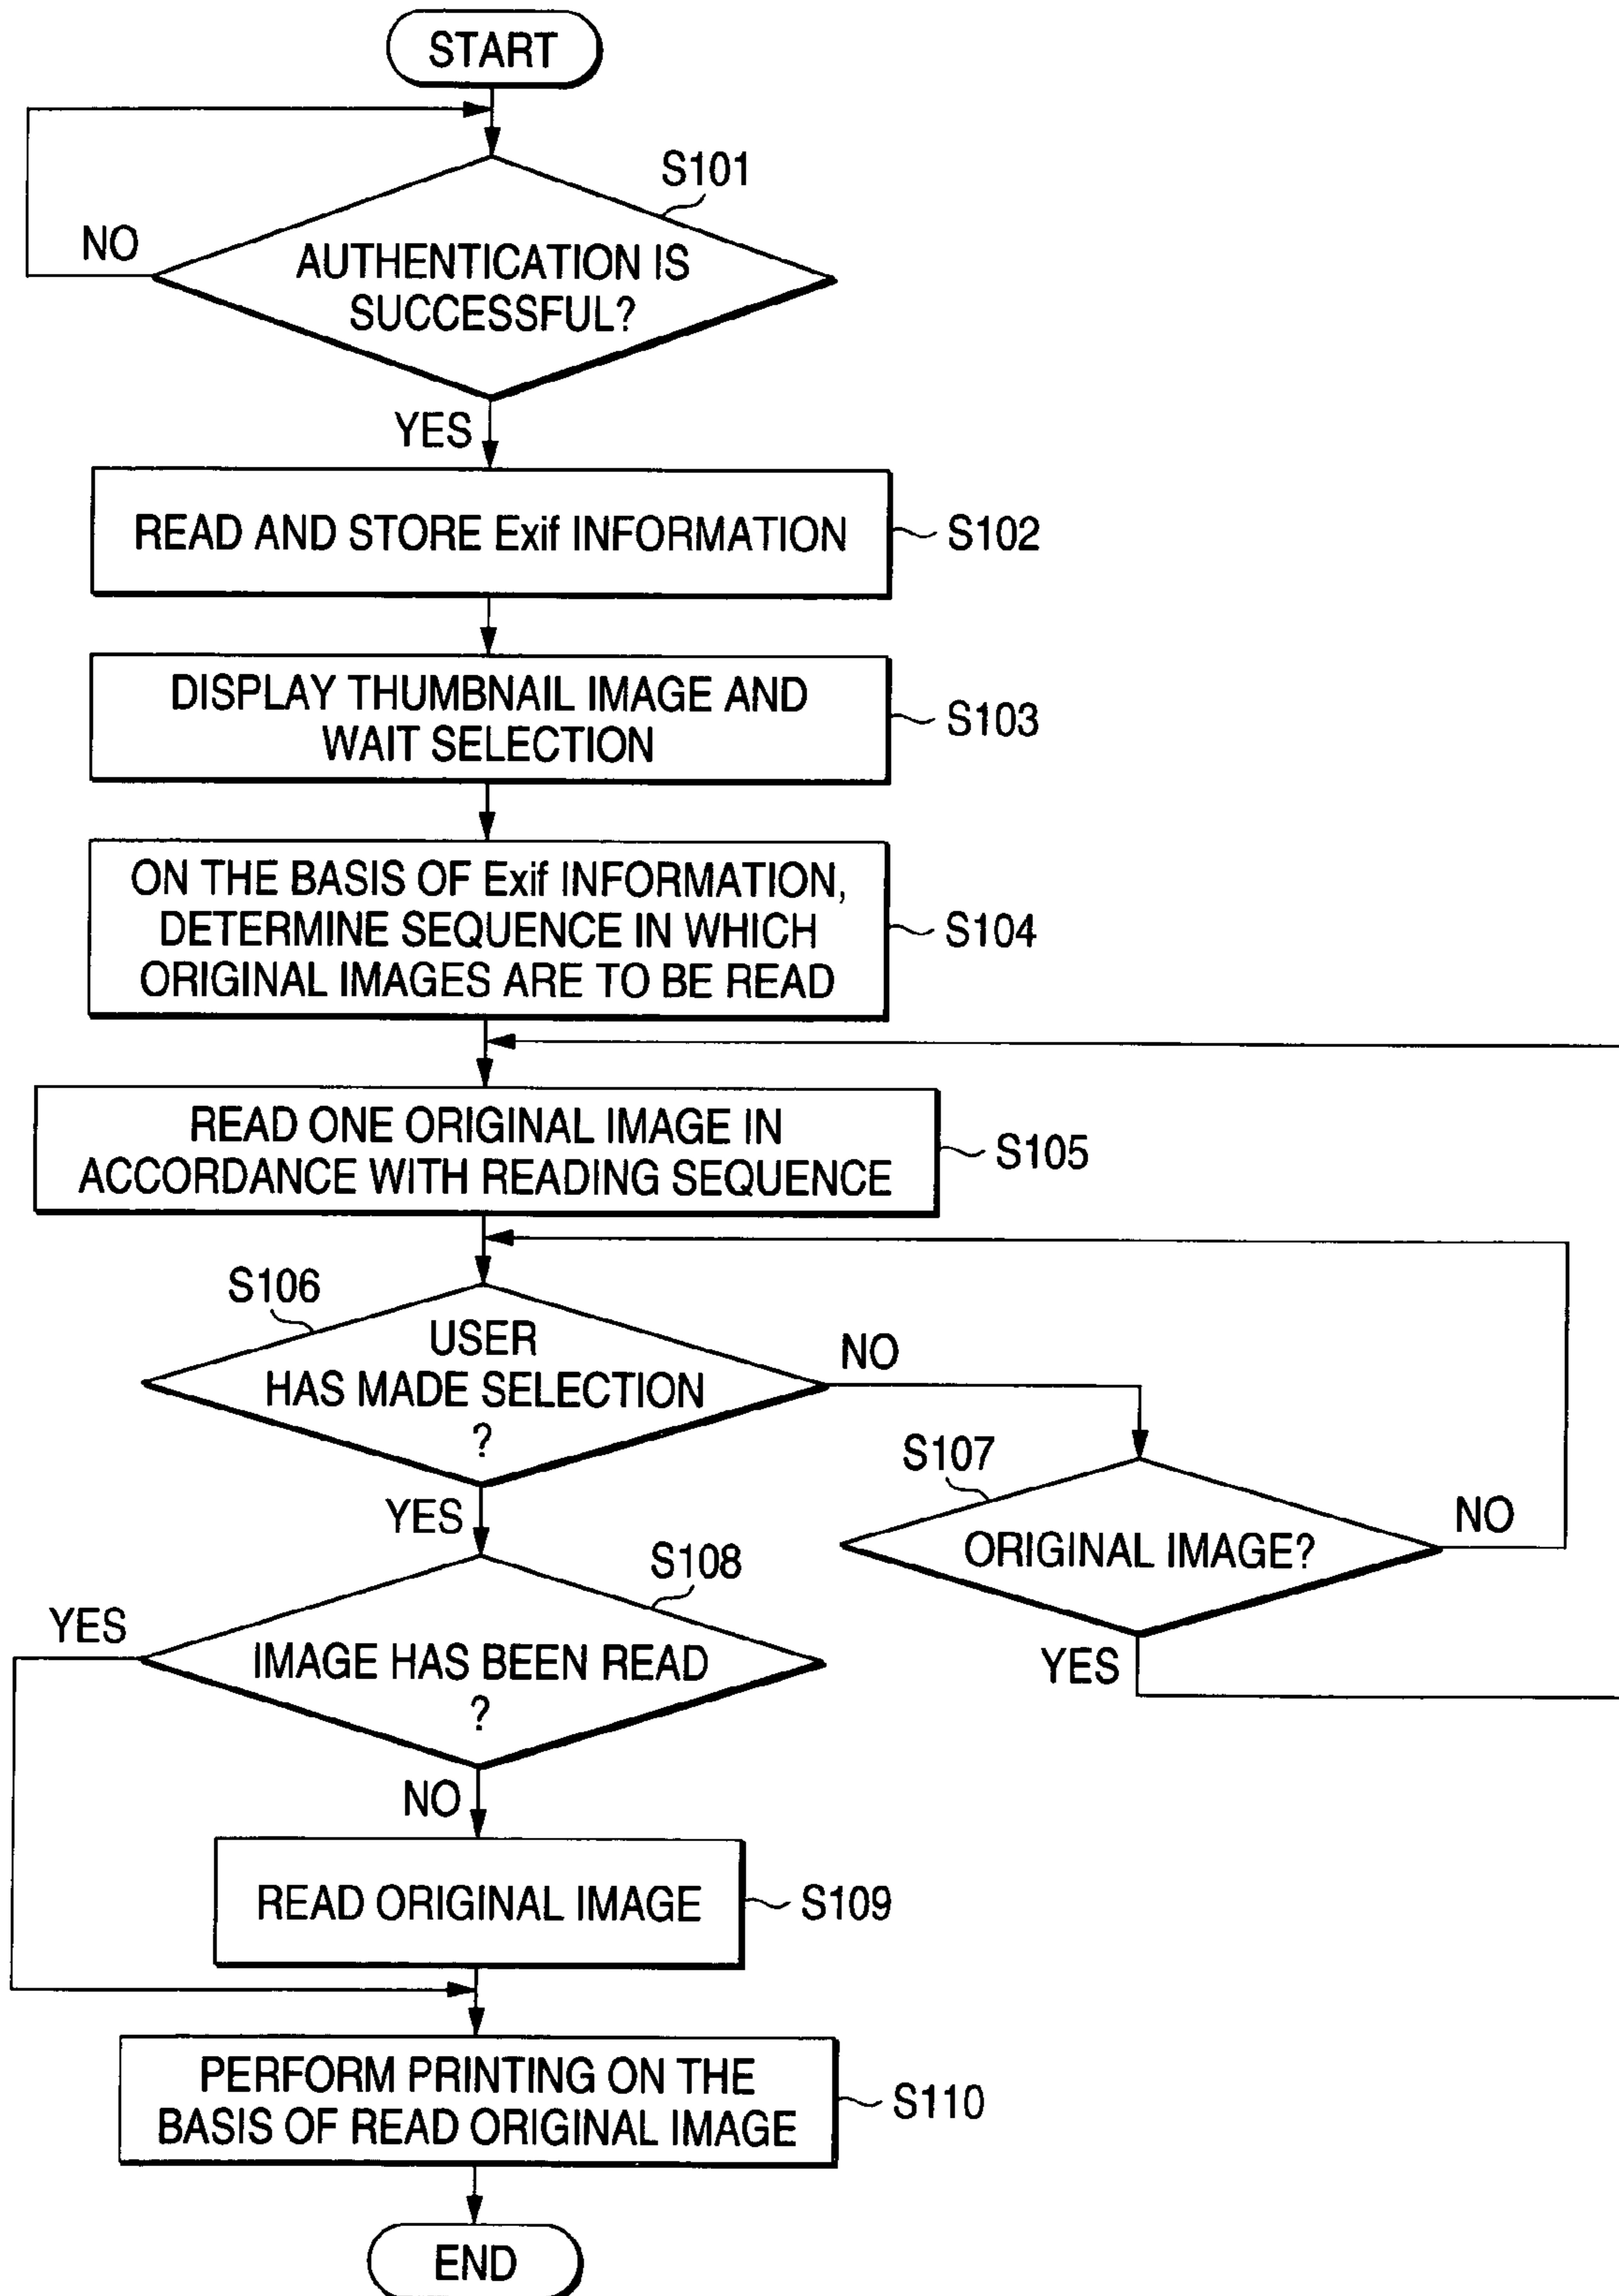 START
S101
NO
AUTHENTICATION IS
SUCCESSFUL?
YES
READ AND STORE Exif INFORMATION
S102
DISPLAY THUMBNAIL IMAGE AND
WAIT SELECTION
S103
ON THE BASIS OF Exif INFORMATION,
DETERMINE SEQUENCE IN WHICH
ORIGINAL IMAGES ARE TO BE READ
S104
READ ONE ORIGINAL IMAGE IN
ACCORDANCE WITH READING SEQUENCE
S105
S106
USER
HAS MADE SELECTION
?
NO
S107
ORIGINAL IMAGE?
NO
YES
YES
S108
YES
IMAGE HAS BEEN READ
?
NO
READ ORIGINAL IMAGE
S109
PERFORM PRINTING ON THE
BASIS OF READ ORIGINAL IMAGE
S110
END